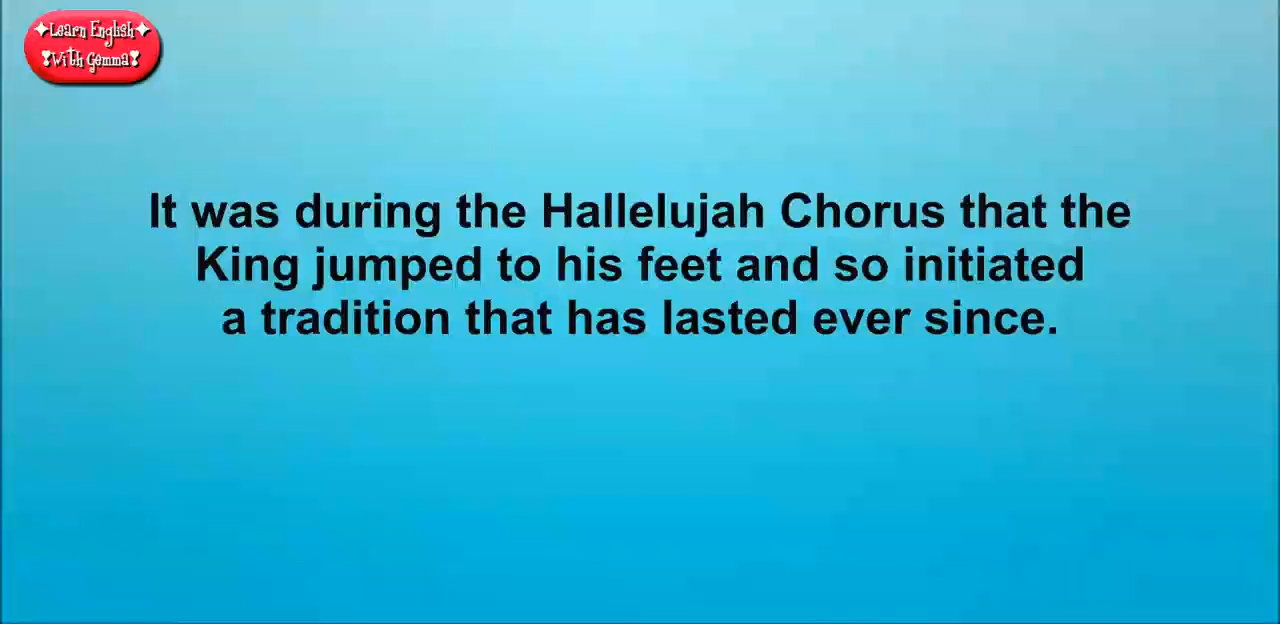 Learn English
With Gemma
It was during the Hallelujah Chorus that the
King jumped to his feet and so initiated
a tradition that has lasted ever since.